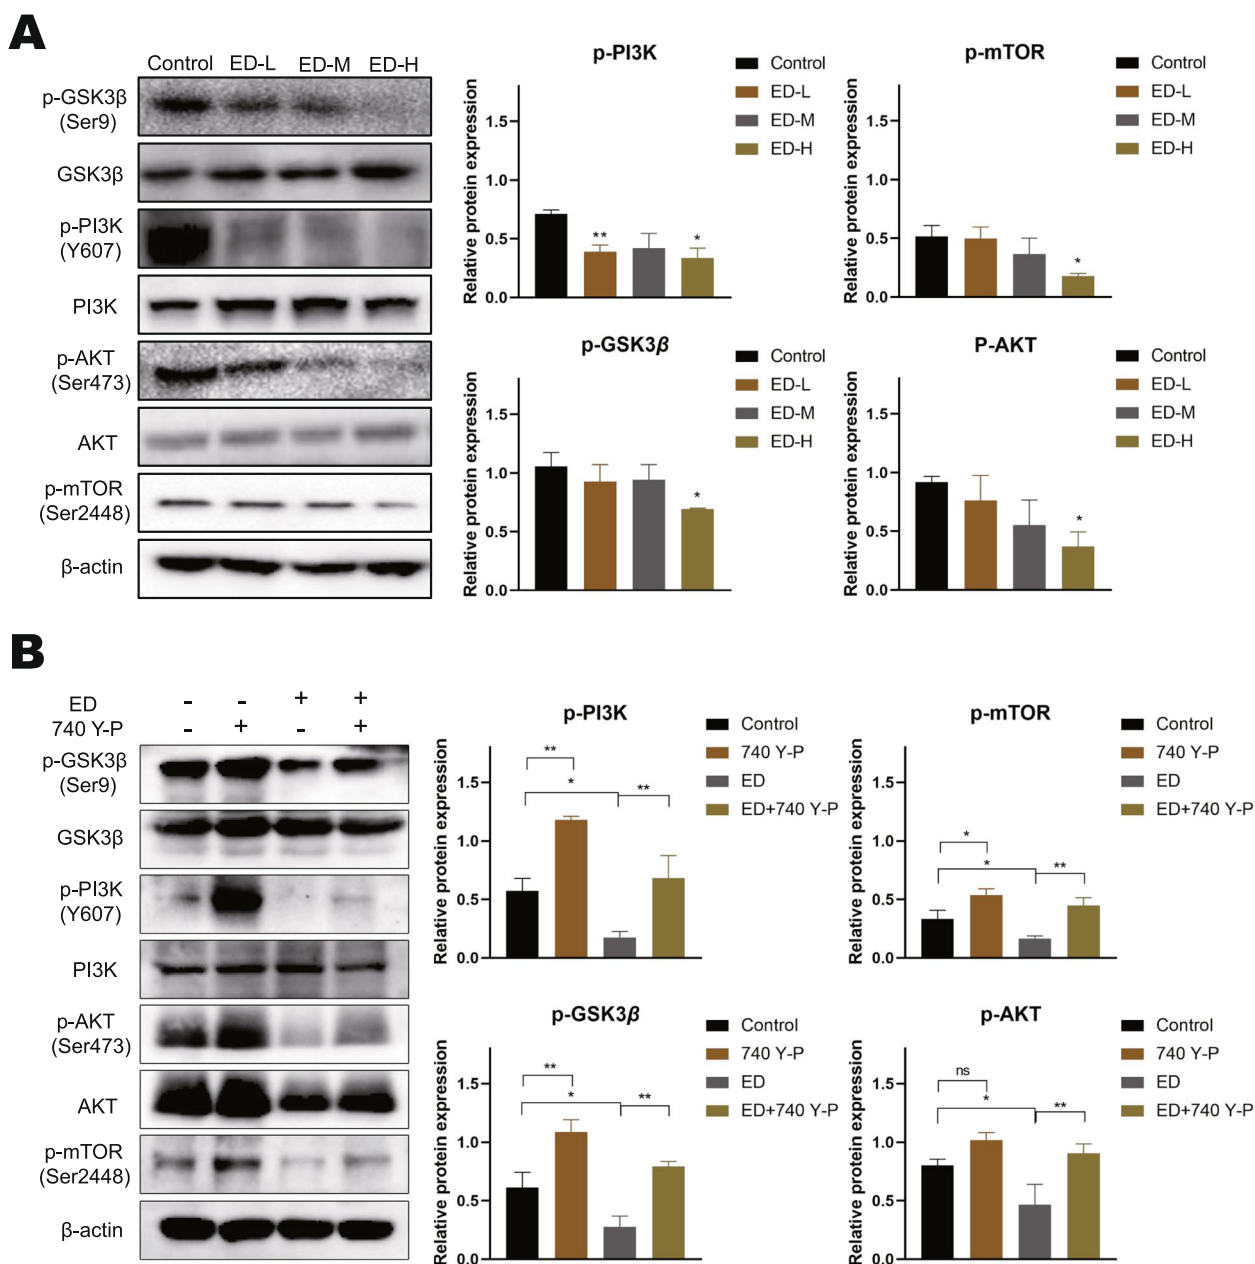 A
Control ED-L ED-M ED-H
p-GSK3β
(Ser9)
GSK3β
p-PI3K
(Y607)
PI3K
p-AKT
(Ser473)
AKT
p-mTOR
(Ser2448)
β-actin
p-PI3K
Relative protein expression
1.5
1.0
0.5
0.0
**
*
Control
ED-L
ED-M
ED-H
p-mTOR
Relative protein expression
1.5
1.0
0.5
0.0
*
Control
ED-L
ED-M
ED-H
p-GSK3β
Relative protein expression
1.5
1.0
0.5
0.0
*
Control
ED-L
ED-M
ED-H
P-AKT
Relative protein expression
1.5
1.0
0.5
0.0
*
Control
ED-L
ED-M
ED-H
B
ED - - + +
740 Y-P - + - +
p-GSK3β
(Ser9)
GSK3β
p-PI3K
(Y607)
PI3K
p-AKT
(Ser473)
AKT
p-mTOR
(Ser2448)
β-actin
p-PI3K
Relative protein expression
1.5
1.0
0.5
0.0
**
*
**
Control
740 Y-P
ED
ED+740 Y-P
p-mTOR
Relative protein expression
1.5
1.0
0.5
0.0
*
*
**
Control
740 Y-P
ED
ED+740 Y-P
p-GSK3β
Relative protein expression
1.5
1.0
0.5
0.0
**
*
**
Control
740 Y-P
ED
ED+740 Y-P
p-AKT
Relative protein expression
1.5
1.0
0.5
0.0
ns
*
**
Control
740 Y-P
ED
ED+740 Y-P